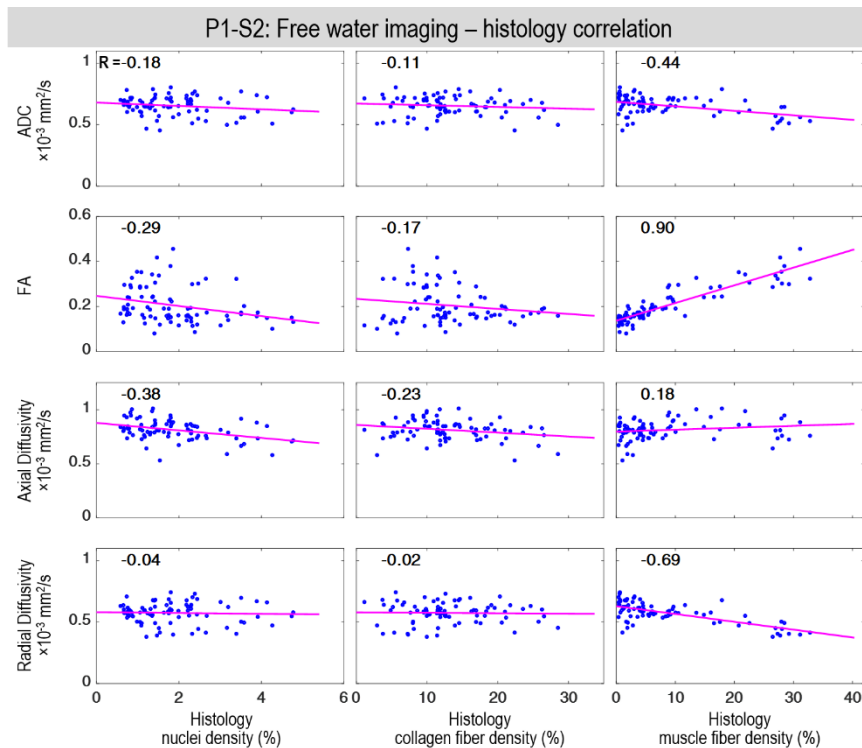 P1-S2: Free water imaging – histology correlation
R =-0.18
-0.11
-0.44
1
0.5
0
ADC
×10-3 mm2/s
-0.29
-0.17
0.90
0.6
0.4
0.2
0
FA
-0.38
-0.23
0.18
1
0.5
0
Axial Diffusivity
×10-3 mm2/s
-0.04
-0.02
-0.69
1
0.5
0
Radial Diffusivity
×10-3 mm2/s
0 2 4 6 0 10 20 30 0 10 20 30 40
Histology
nuclei density (%)
Histology
collagen fiber density (%)
Histology
muscle fiber density (%)